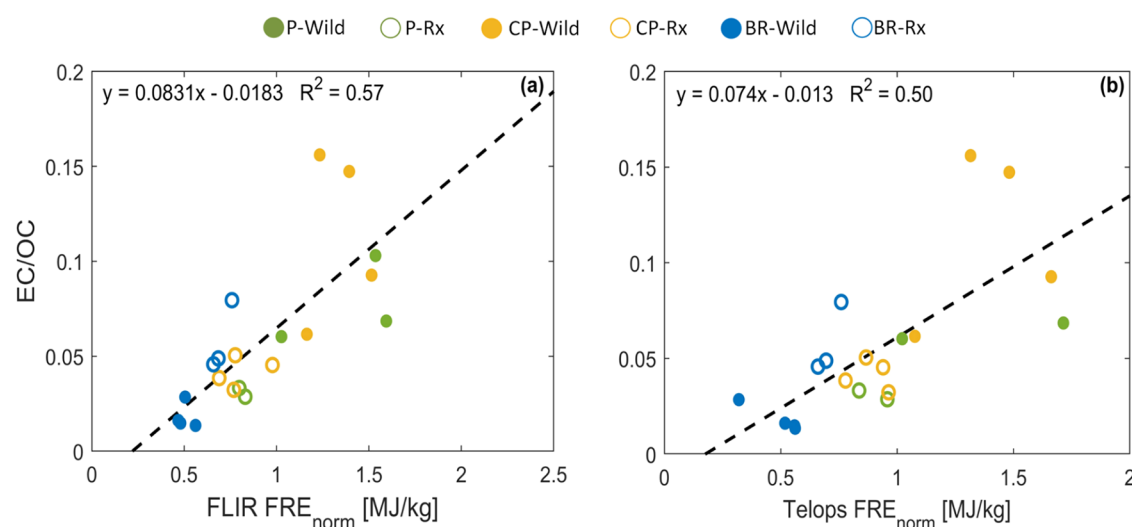 P-Wild P-Rx CP-Wild CP-Rx BR-Wild BR-Rx
y = 0.0831x - 0.0183 R² = 0.57 (a)
0.2
0.15
0.1
0.05
0
EC/OC
0 0.5 1 1.5 2 2.5
FLIR FRE_norm [MJ/kg]
y = 0.074x - 0.013 R² = 0.50 (b)
0.2
0.15
0.1
0.05
0
0 0.5 1 1.5 2
Telops FRE_norm [MJ/kg]